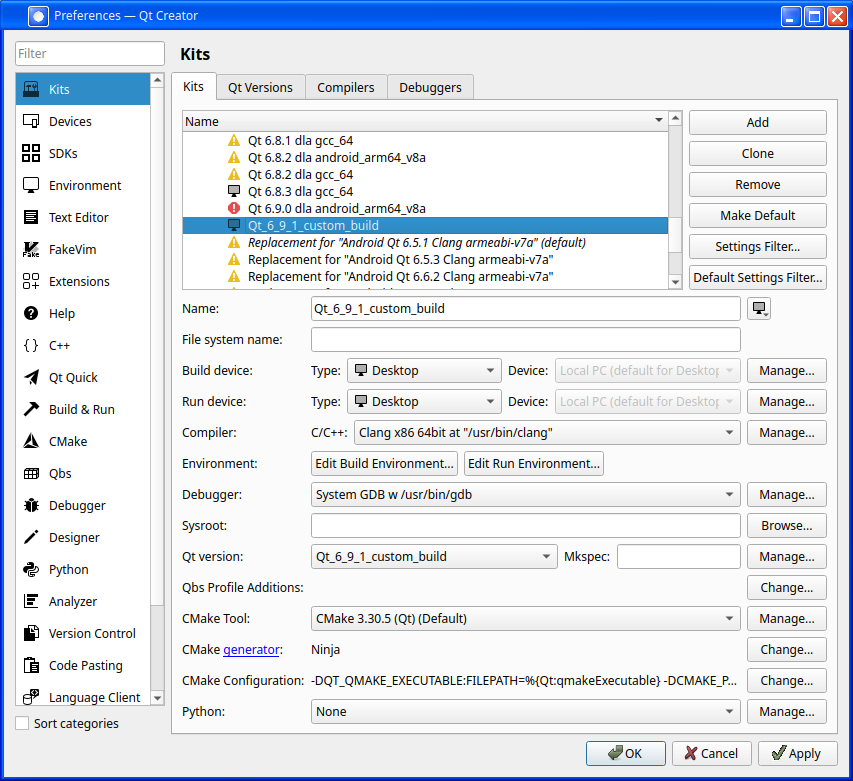 Preferences — Qt Creator
Filter
Kits
Devices
SDKs
Environment
Text Editor
FakeVim
Extensions
Help
C++
Qt Quick
Build & Run
CMake
Qbs
Debugger
Designer
Python
Analyzer
Version Control
Code Pasting
Language Client
Sort categories
Kits
Kits Qt Versions Compilers Debuggers
Name
Qt 6.8.1 dla gcc_64
Qt 6.8.2 dla android_arm64_v8a
Qt 6.8.2 dla gcc_64
Qt 6.8.3 dla gcc_64
Qt 6.9.0 dla android_arm64_v8a
Qt_6_9_1_custom_build
Replacement for "Android Qt 6.5.1 Clang armeabi-v7a" (default)
Replacement for "Android Qt 6.5.3 Clang armeabi-v7a"
Replacement for "Android Qt 6.6.2 Clang armeabi-v7a"
Add
Clone
Remove
Make Default
Settings Filter...
Default Settings Filter...
Name: Qt_6_9_1_custom_build
File system name:
Build device: Type: Desktop Device: Local PC (default for Desktop Manage...
Run device: Type: Desktop Device: Local PC (default for Desktop Manage...
Compiler: C/C++: Clang x86 64bit at "/usr/bin/clang" Manage...
Environment: Edit Build Environment... Edit Run Environment...
Debugger: System GDB w /usr/bin/gdb Manage...
Sysroot: Browse...
Qt version: Qt_6_9_1_custom_build Mkspec: Manage...
Qbs Profile Additions: Change...
CMake Tool: CMake 3.30.5 (Qt) (Default) Manage...
CMake generator: Ninja Change...
CMake Configuration: -DQT_QMAKE_EXECUTABLE:FILEPATH=%{Qt:qmakeExecutable} -DCMAKE_P... Change...
Python: None Manage...
OK Cancel Apply